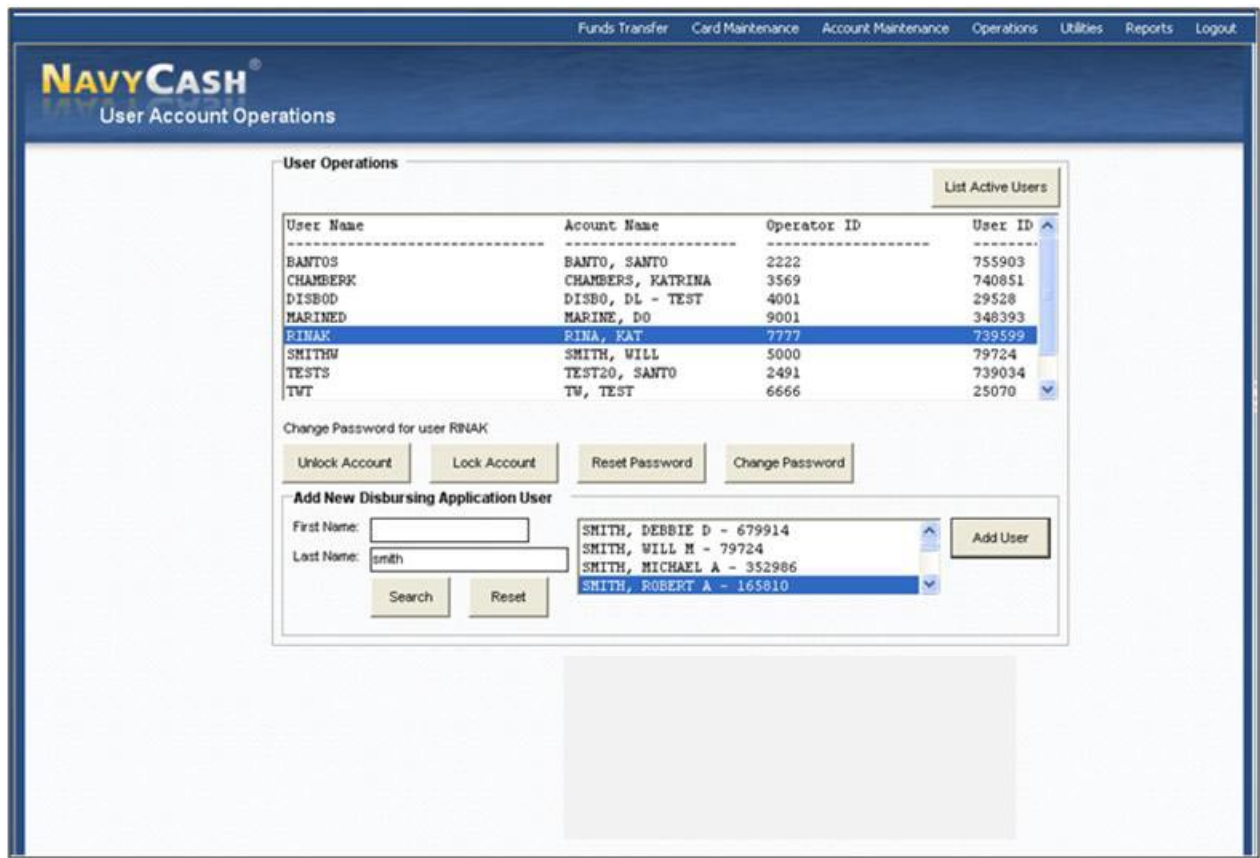 Funds Transfer Card Maintenance Account Maintenance Operations Utilities Reports Logout
NAVYCASH®
User Account Operations
User Operations
List Active Users
User Name Acount Name Operator ID User ID
------------------------------ -------------------- ------------------- --------
BANTOS BANTO, SANTO 2222 755903
CHAMBERK CHAMBERS, KATRINA 3569 740851
DISBOD DISBO, DL - TEST 4001 29528
MARINED MARINE, DO 9001 348393
RINAK RINA, KAT 7777 739599
SMITHW SMITH, WILL 5000 79724
TESTS TEST20, SANTO 2491 739034
TWT TW, TEST 6666 25070
Change Password for user RINAK
Unlock Account Lock Account Reset Password Change Password
Add New Disbursing Application User
First Name:
Last Name: smith
Search Reset
SMITH, DEBBIE D - 679914
SMITH, WILL M - 79724
SMITH, MICHAEL A - 352986
SMITH, ROBERT A - 165810
Add User